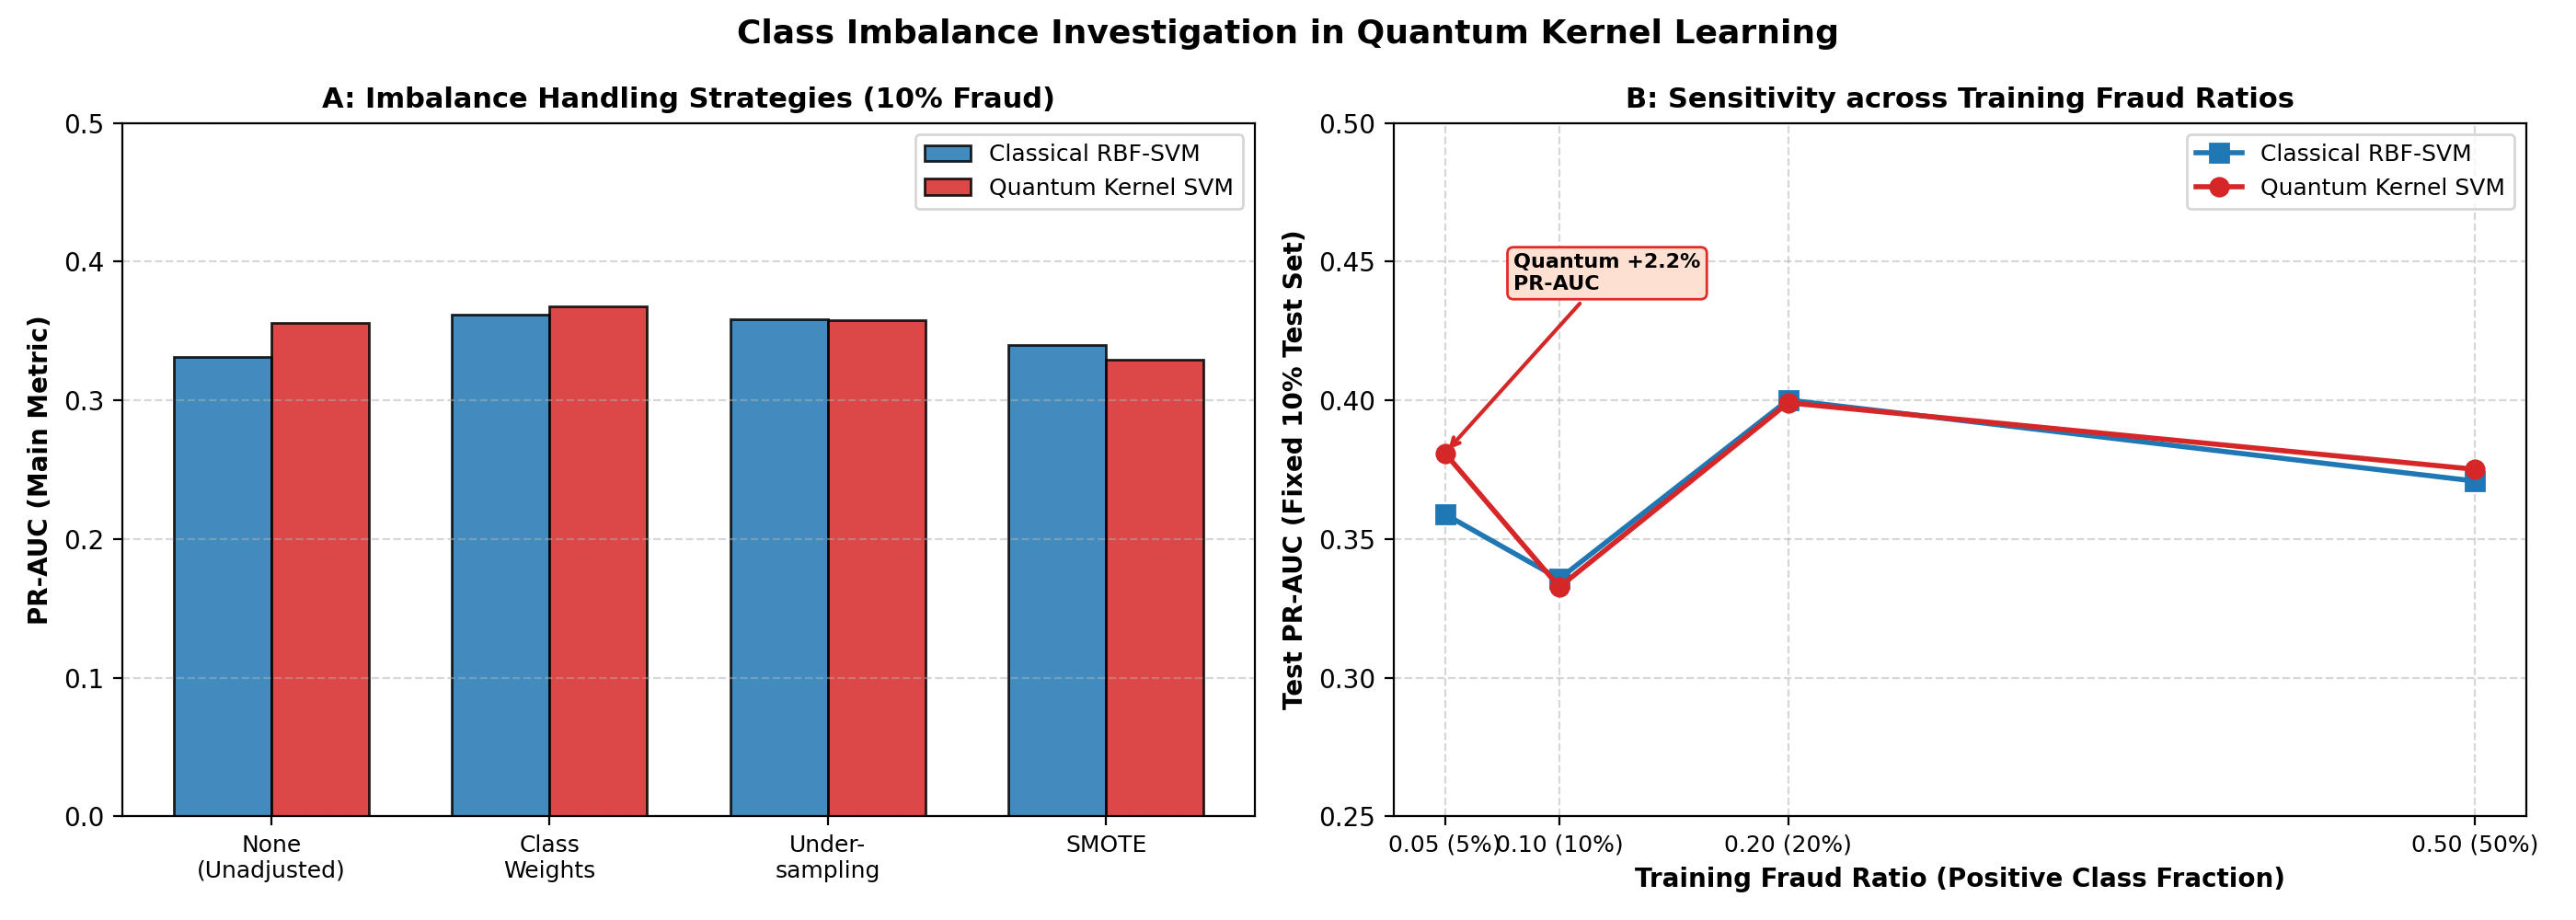 Class Imbalance Investigation in Quantum Kernel Learning
A: Imbalance Handling Strategies (10% Fraud)
PR-AUC (Main Metric)
0.5
0.4
0.3
0.2
0.1
0.0
Classical RBF-SVM
Quantum Kernel SVM
None
(Unadjusted)
Class
Weights
Under-
sampling
SMOTE
B: Sensitivity across Training Fraud Ratios
Test PR-AUC (Fixed 10% Test Set)
0.50
0.45
0.40
0.35
0.30
0.25
Classical RBF-SVM
Quantum Kernel SVM
Quantum +2.2%
PR-AUC
0.05 (5%)
0.10 (10%)
0.20 (20%)
0.50 (50%)
Training Fraud Ratio (Positive Class Fraction)